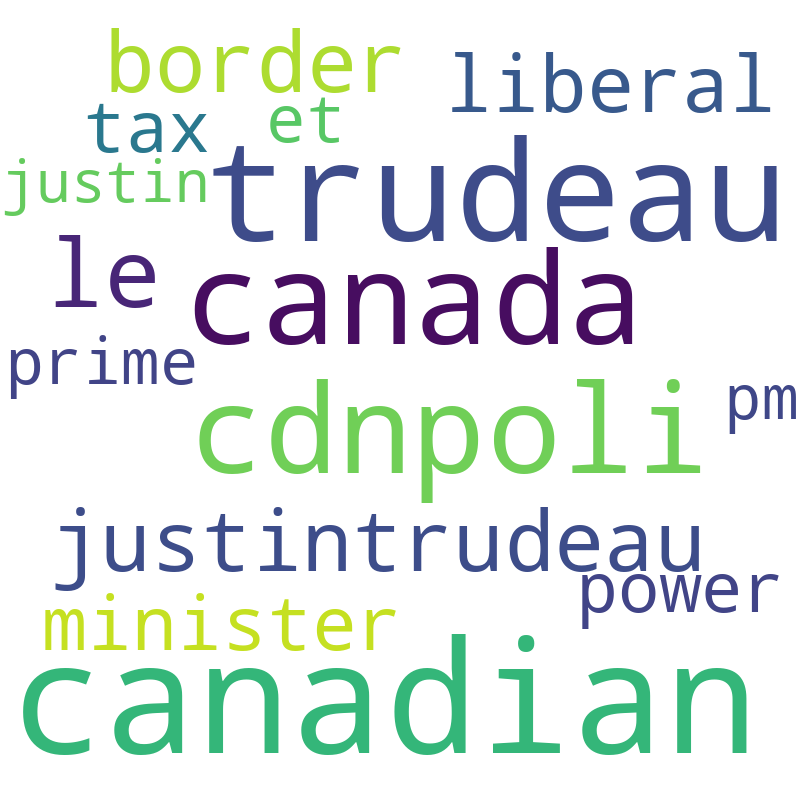 border
liberal
tax
et
trudeau
justin
le
canada
prime
pm
cdnpoli
justintrudeau
power
minister
canadian